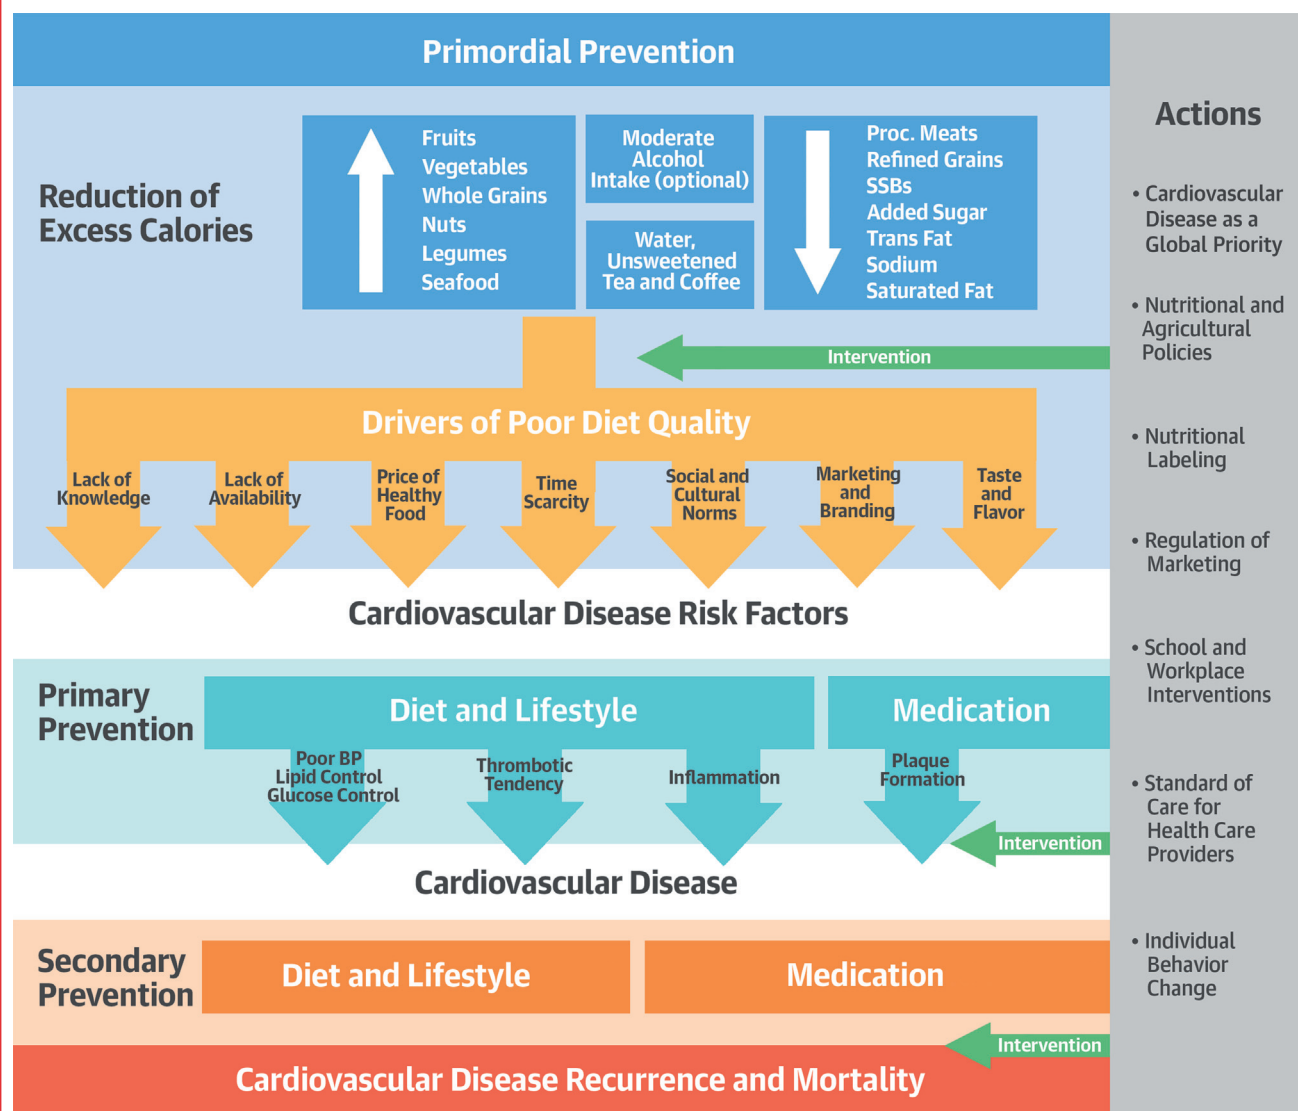 Primordial Prevention
Reduction of
Excess Calories
Fruits
Vegetables
Whole Grains
Nuts
Legumes
Seafood
Moderate
Alcohol
Intake (optional)
Water,
Unsweetened
Tea and Coffee
Proc. Meats
Refined Grains
SSBs
Added Sugar
Trans Fat
Sodium
Saturated Fat
Intervention
Drivers of Poor Diet Quality
Lack of
Knowledge
Lack of
Availability
Price of
Healthy
Food
Time
Scarcity
Social and
Cultural
Norms
Marketing
and
Branding
Taste
and
Flavor
Cardiovascular Disease Risk Factors
Primary
Prevention
Diet and Lifestyle
Medication
Poor BP
Lipid Control
Glucose Control
Thrombotic
Tendency
Inflammation
Plaque
Formation
Intervention
Cardiovascular Disease
Secondary
Prevention
Diet and Lifestyle
Medication
Intervention
Cardiovascular Disease Recurrence and Mortality
Actions
• Cardiovascular
Disease as a
Global Priority
• Nutritional and
Agricultural
Policies
• Nutritional
Labeling
• Regulation of
Marketing
• School and
Workplace
Interventions
• Standard of
Care for
Health Care
Providers
• Individual
Behavior
Change